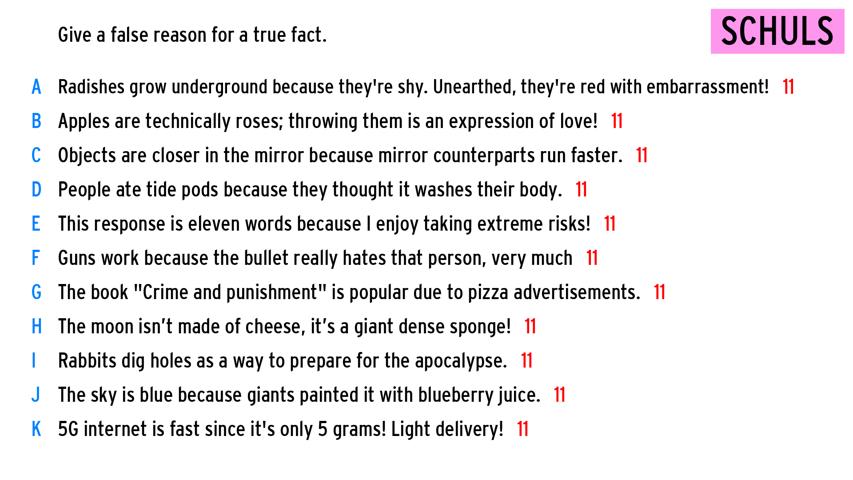 Give a false reason for a true fact.
SCHULS
A Radishes grow underground because they're shy. Unearthed, they're red with embarrassment! 11
B Apples are technically roses; throwing them is an expression of love! 11
C Objects are closer in the mirror because mirror counterparts run faster. 11
D People ate tide pods because they thought it washes their body. 11
E This response is eleven words because I enjoy taking extreme risks! 11
F Guns work because the bullet really hates that person, very much 11
G The book "Crime and punishment" is popular due to pizza advertisements. 11
H The moon isn’t made of cheese, it’s a giant dense sponge! 11
I Rabbits dig holes as a way to prepare for the apocalypse. 11
J The sky is blue because giants painted it with blueberry juice. 11
K 5G internet is fast since it's only 5 grams! Light delivery! 11